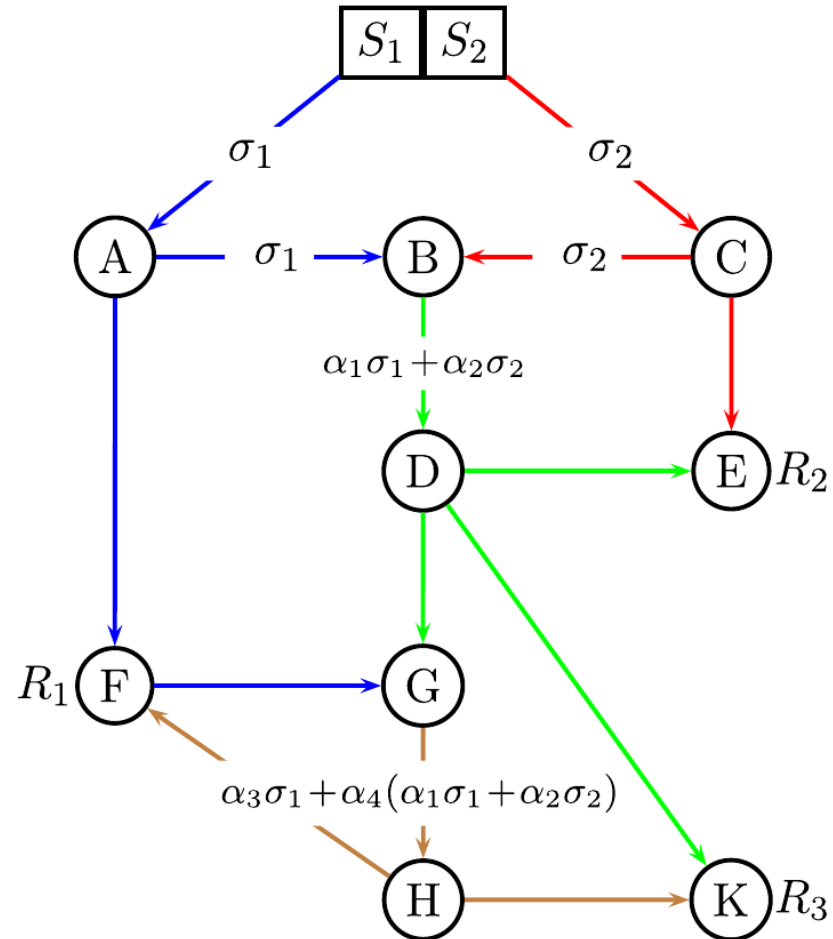 S₁ S₂
σ₁ σ₂
A σ₁ B σ₂ C
α₁σ₁+α₂σ₂
D E R₂
R₁ F G
α₃σ₁+α₄(α₁σ₁+α₂σ₂)
H K R₃